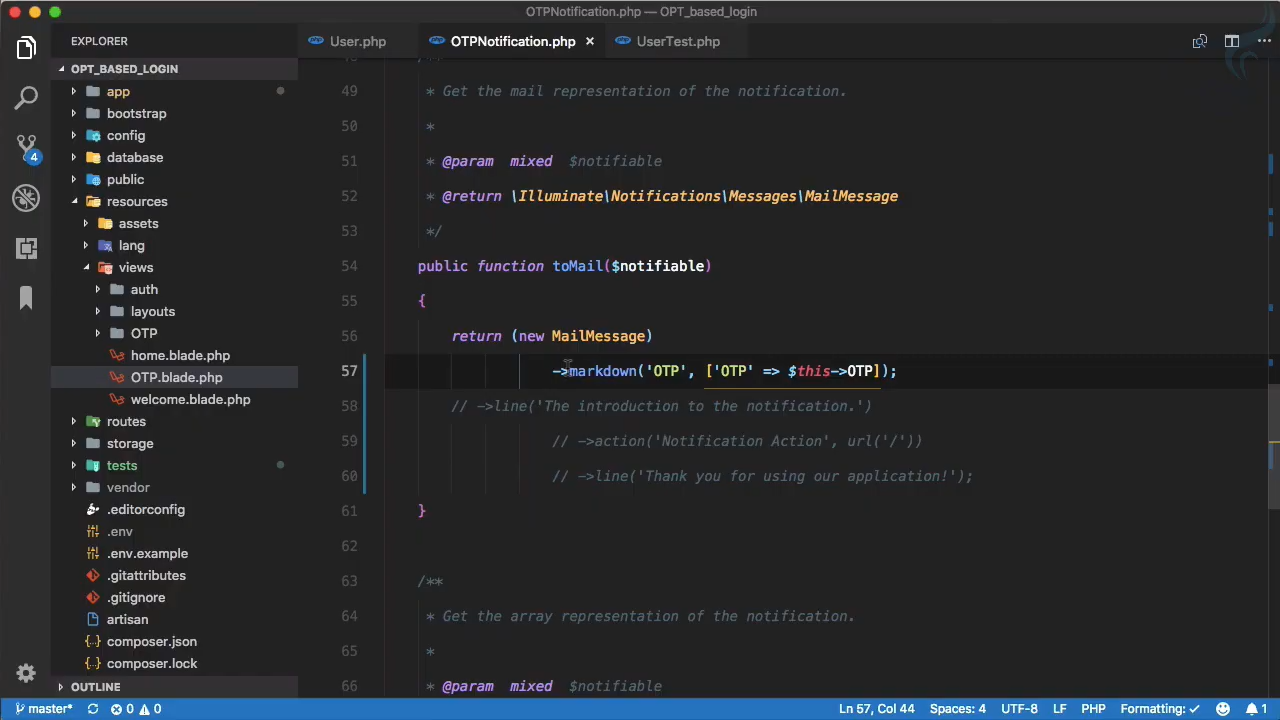 OTPNotification.php — OPT_based_login
EXPLORER
User.php
OTPNotification.php ×
UserTest.php
OPT_BASED_LOGIN
app
bootstrap
config
database
public
resources
assets
lang
views
auth
layouts
OTP
home.blade.php
OTP.blade.php
welcome.blade.php
routes
storage
tests
vendor
.editorconfig
.env
.env.example
.gitattributes
.gitignore
artisan
composer.json
composer.lock
OUTLINE
4
48 /**
49 * Get the mail representation of the notification.
50 *
51 * @param mixed $notifiable
52 * @return \Illuminate\Notifications\Messages\MailMessage
53 */
54 public function toMail($notifiable)
55 {
56 return (new MailMessage)
57 ->markdown('OTP', ['OTP' => $this->OTP]);
58 // ->line('The introduction to the notification.')
59 // ->action('Notification Action', url('/'))
60 // ->line('Thank you for using our application!');
61 }
62
63 /**
64 * Get the array representation of the notification.
65 *
66 * @param mixed $notifiable
master* 0 0 Ln 57, Col 44 Spaces: 4 UTF-8 LF PHP Formatting: ✓ 1